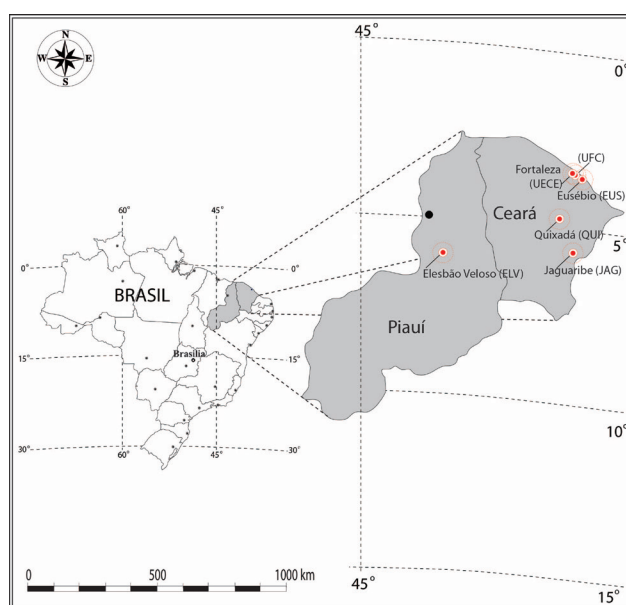 N
W E
S
45°
0°
(UFC)
Fortaleza
(UECE)
Eusébio (EUS)
Ceará
Quixadá (QUI)
5°
Jaguaribe (JAG)
Elesbão Veloso (ELV)
Piauí
60° 45°
0° 0°
BRASIL
Brasília
15° 15°
10°
30° 30°
60° 45°
0 500 1000 km
45°
15°